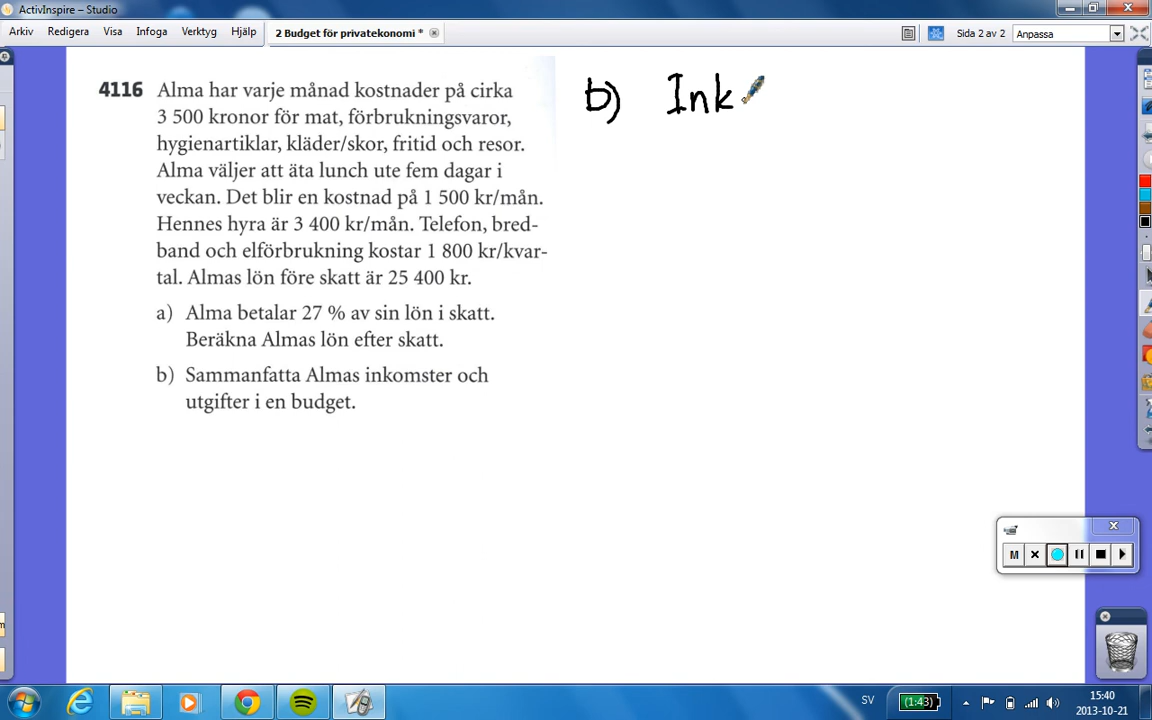 ActivInspire – Studio
Arkiv Redigera Visa Infoga Verktyg Hjälp 2 Budget för privatekonomi * Sida 2 av 2 Anpassa
4116 Alma har varje månad kostnader på cirka
3 500 kronor för mat, förbrukningsvaror,
hygienartiklar, kläder/skor, fritid och resor.
Alma väljer att äta lunch ute fem dagar i
veckan. Det blir en kostnad på 1 500 kr/mån.
Hennes hyra är 3 400 kr/mån. Telefon, bred-
band och elförbrukning kostar 1 800 kr/kvar-
tal. Almas lön före skatt är 25 400 kr.
a) Alma betalar 27 % av sin lön i skatt.
Beräkna Almas lön efter skatt.
b) Sammanfatta Almas inkomster och
utgifter i en budget.
b) Ink
M
SV (1:43) 15:40
2013-10-21